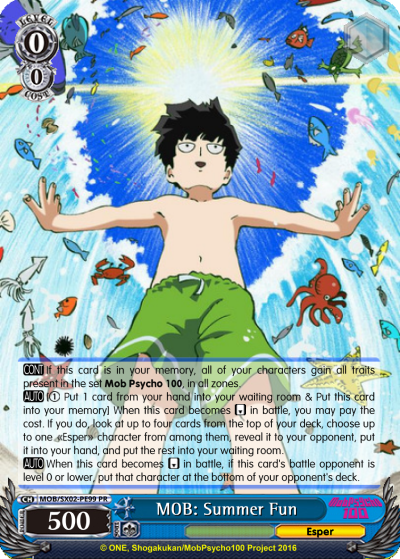 LEVEL
0
0
COST
CONT If this card is in your memory, all of your characters gain all traits
present in the set Mob Psycho 100, in all zones.
AUTO [① Put 1 card from your hand into your waiting room & Put this
card into your memory] When this card becomes in battle, you may pay the
cost. If you do, look at up to four cards from the top of your deck, choose up
to one «Esper» character from among them, reveal it to your opponent, put
it into your hand, and put the rest into your waiting room.
AUTO When this card becomes in battle, if this card's battle opponent is
level 0 or lower, put that character at the bottom of your opponent's deck.
CH MOB/SX02-PE99 PR
POWER
500
MOB: Summer Fun
Esper
© ONE, Shogakukan/MobPsycho100 Project 2016